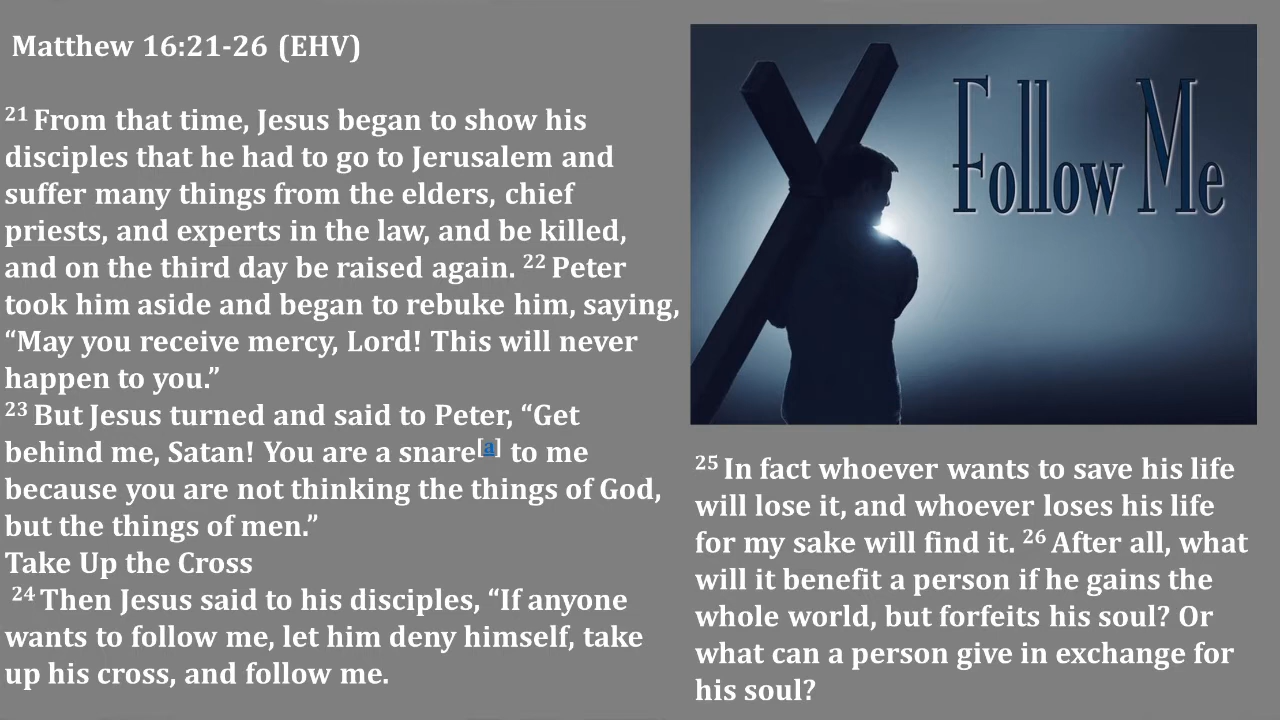 Matthew 16:21-26 (EHV)
21 From that time, Jesus began to show his
disciples that he had to go to Jerusalem and
suffer many things from the elders, chief
priests, and experts in the law, and be killed,
and on the third day be raised again. 22 Peter
took him aside and began to rebuke him, saying,
“May you receive mercy, Lord! This will never
happen to you.”
23 But Jesus turned and said to Peter, “Get
behind me, Satan! You are a snare[a] to me
because you are not thinking the things of God,
but the things of men.”
Take Up the Cross
24 Then Jesus said to his disciples, “If anyone
wants to follow me, let him deny himself, take
up his cross, and follow me.
Follow Me
25 In fact whoever wants to save his life
will lose it, and whoever loses his life
for my sake will find it. 26 After all, what
will it benefit a person if he gains the
whole world, but forfeits his soul? Or
what can a person give in exchange for
his soul?